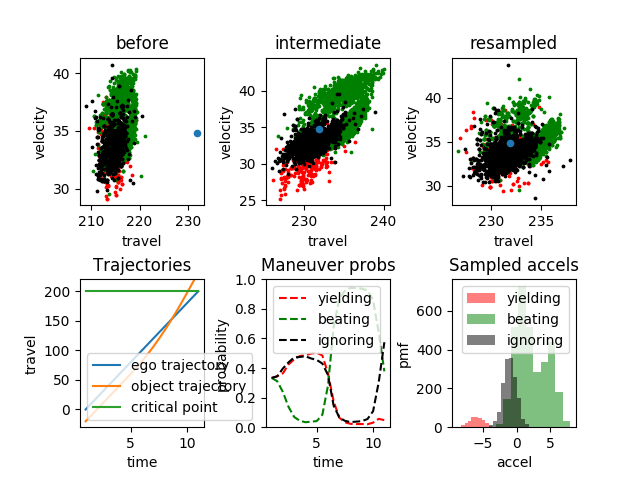 before
intermediate
resampled
velocity
40
35
30
210
220
230
travel
velocity
40
35
30
25
230
240
travel
velocity
40
35
30
230
235
travel
Trajectories
Maneuver probs
Sampled accels
travel
200
150
100
50
0
ego trajectory
object trajectory
critical point
5
10
time
probability
1.0
0.8
0.6
0.4
0.2
0.0
yielding
beating
ignoring
5
10
time
pmf
600
400
200
0
yielding
beating
ignoring
−5
0
5
accel